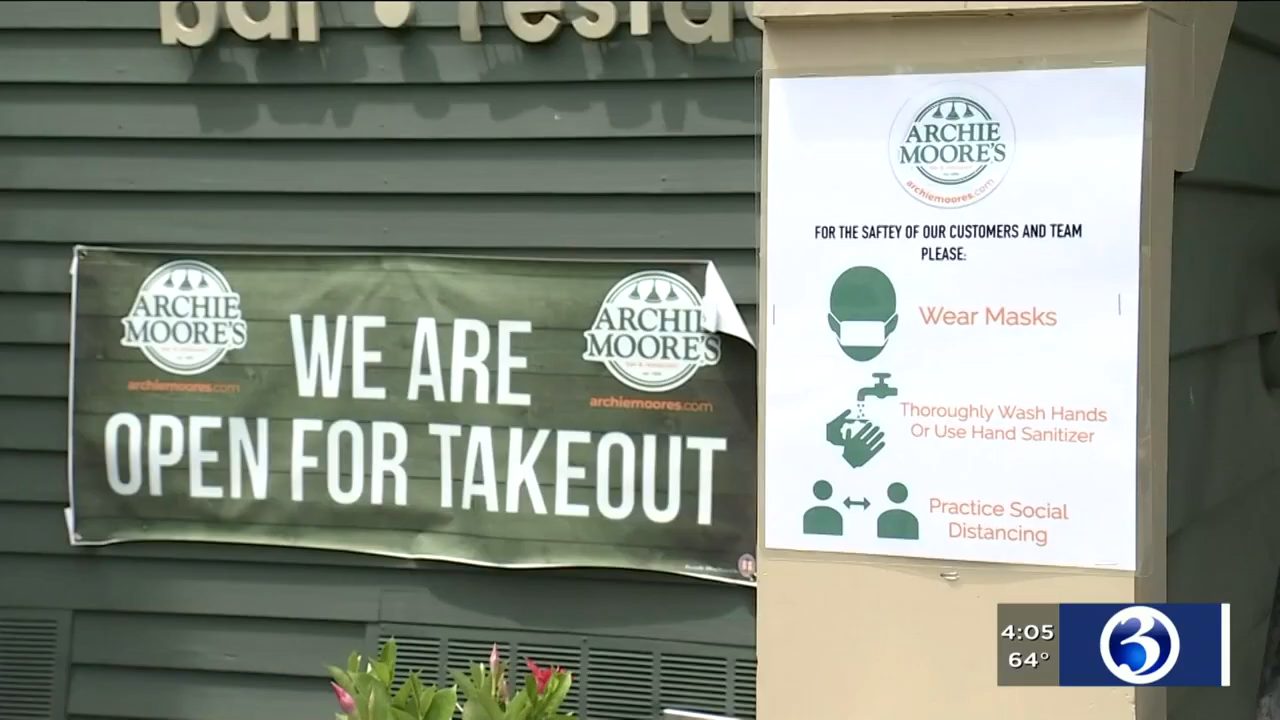 bar • resta
ARCHIE
MOORE'S
archiemoores.com
WE ARE
OPEN FOR TAKEOUT
ARCHIE
MOORE'S
archiemoores.com
ARCHIE
MOORE'S
archiemoores.com
FOR THE SAFTEY OF OUR CUSTOMERS AND TEAM
PLEASE:
Wear Masks
Thoroughly Wash Hands
Or Use Hand Sanitizer
Practice Social
Distancing
4:05
64°
3